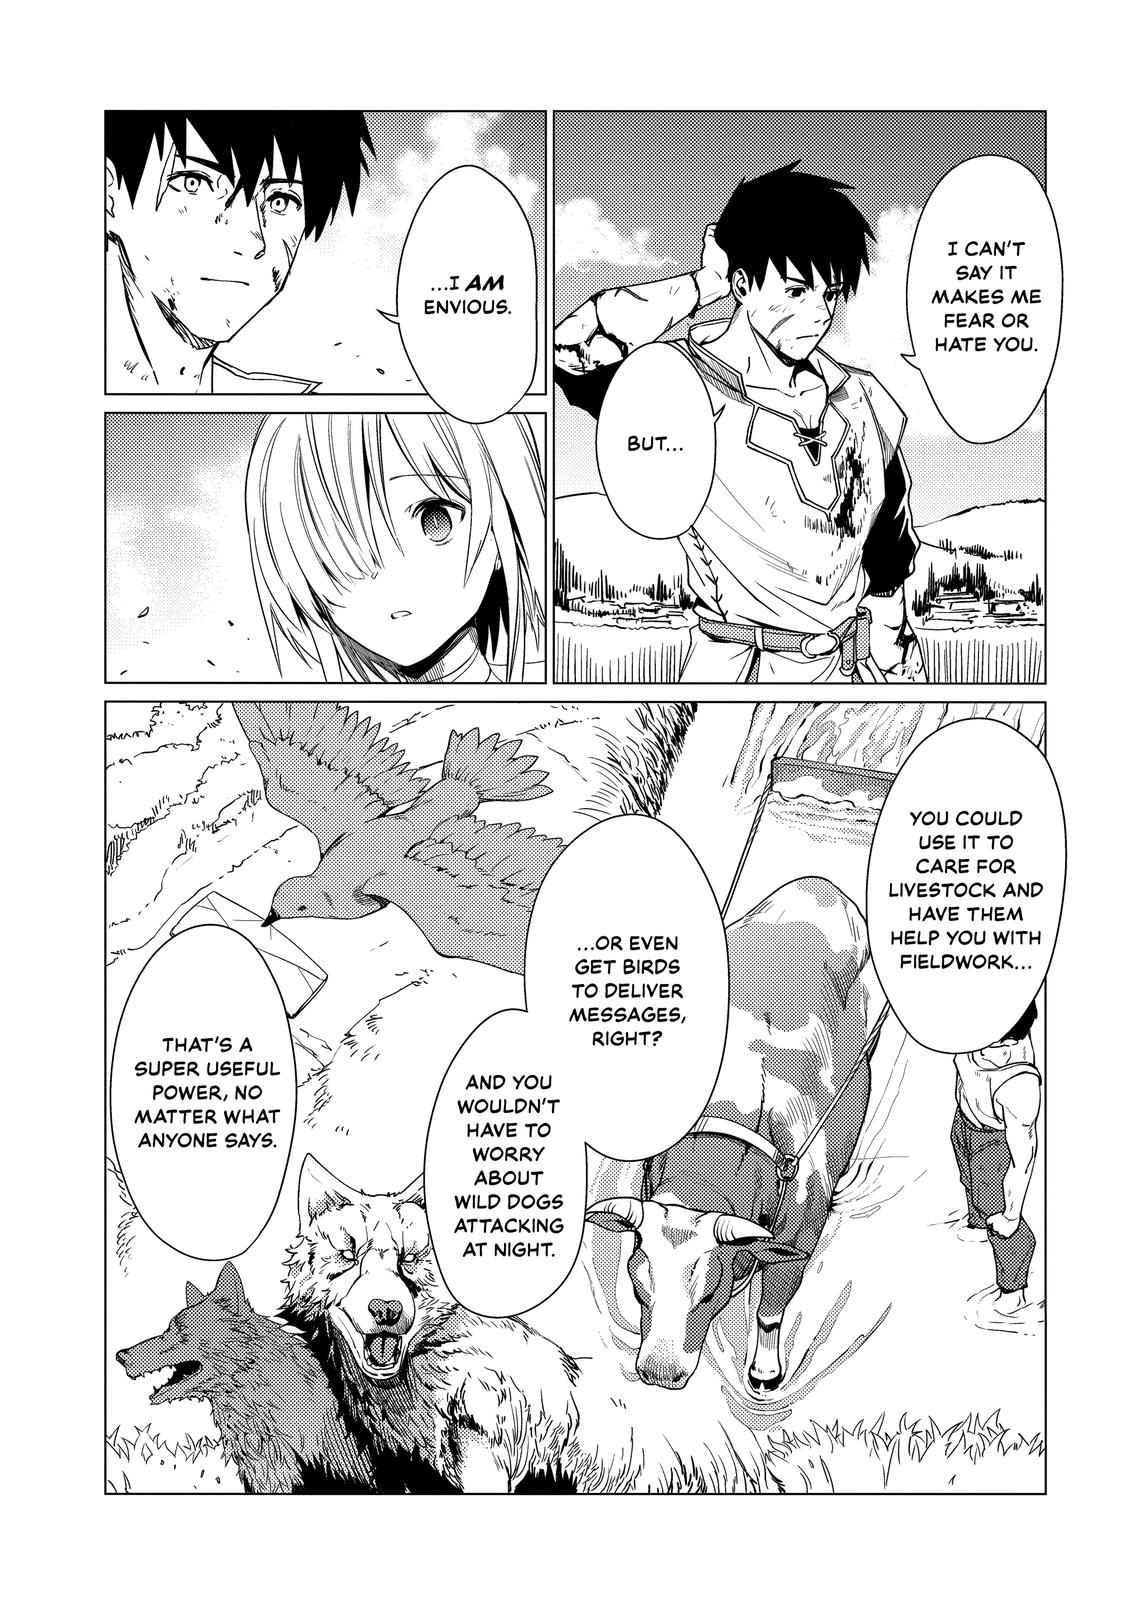 I CAN'T
SAY IT
MAKES ME
FEAR OR
HATE YOU.
BUT...
...I AM
ENVIOUS.
YOU COULD
USE IT TO
CARE FOR
LIVESTOCK AND
HAVE THEM
HELP YOU WITH
FIELDWORK...
...OR EVEN
GET BIRDS
TO DELIVER
MESSAGES,
RIGHT?
AND YOU
WOULDN'T
HAVE TO
WORRY
ABOUT
WILD DOGS
ATTACKING
AT NIGHT.
THAT'S A
SUPER USEFUL
POWER, NO
MATTER WHAT
ANYONE SAYS.